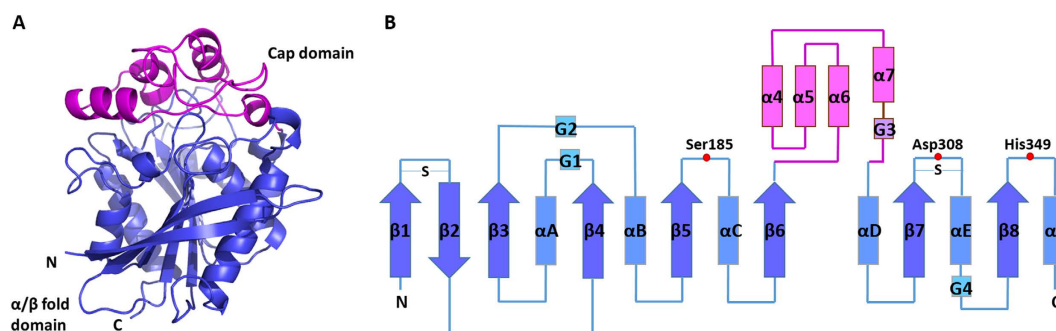 A
Cap domain
N
α/β fold
domain
C
B
α4
α5
α6
α7
G3
G2
G1
S
Ser185
Asp308
S
His349
β1
β2
β3
αA
β4
αB
β5
αC
β6
αD
β7
αE
β8
G4
N